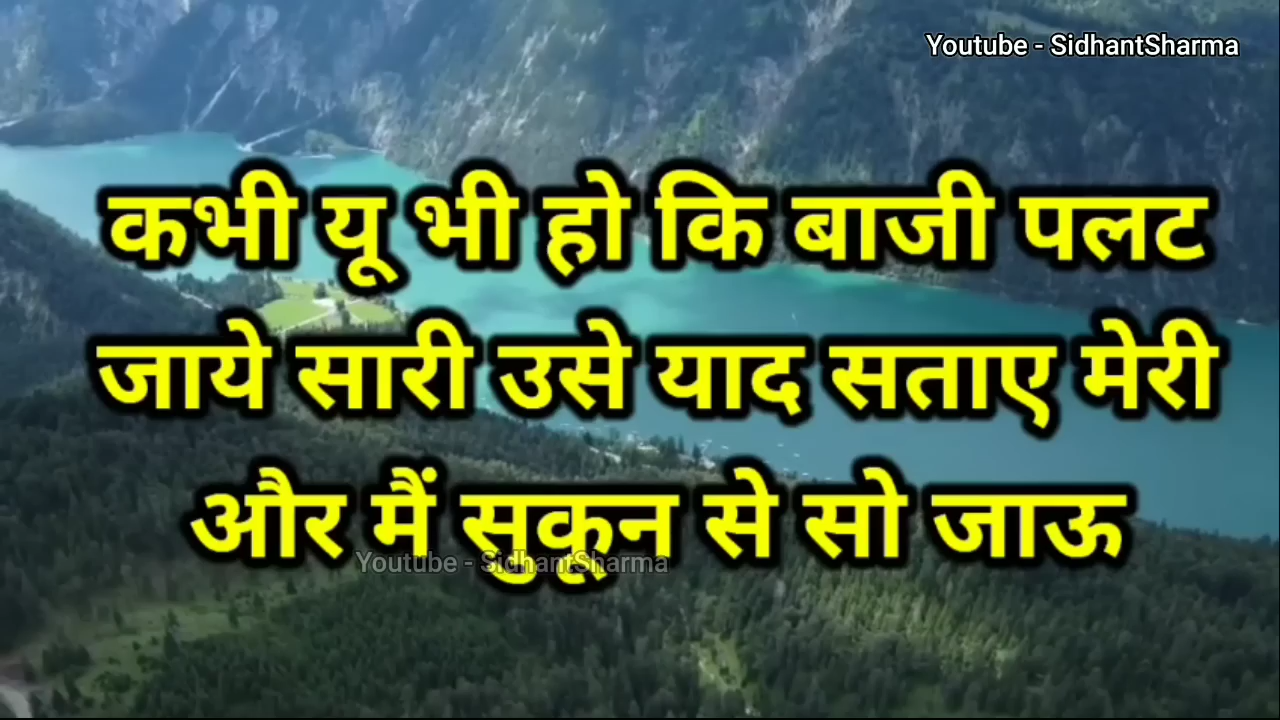 Youtube - SidhantSharma
कभी यू भी हो कि बाजी पलट
जाये सारी उसे याद सताए मेरी
और मैं सुकून से सो जाऊ
Youtube - SidhantSharma